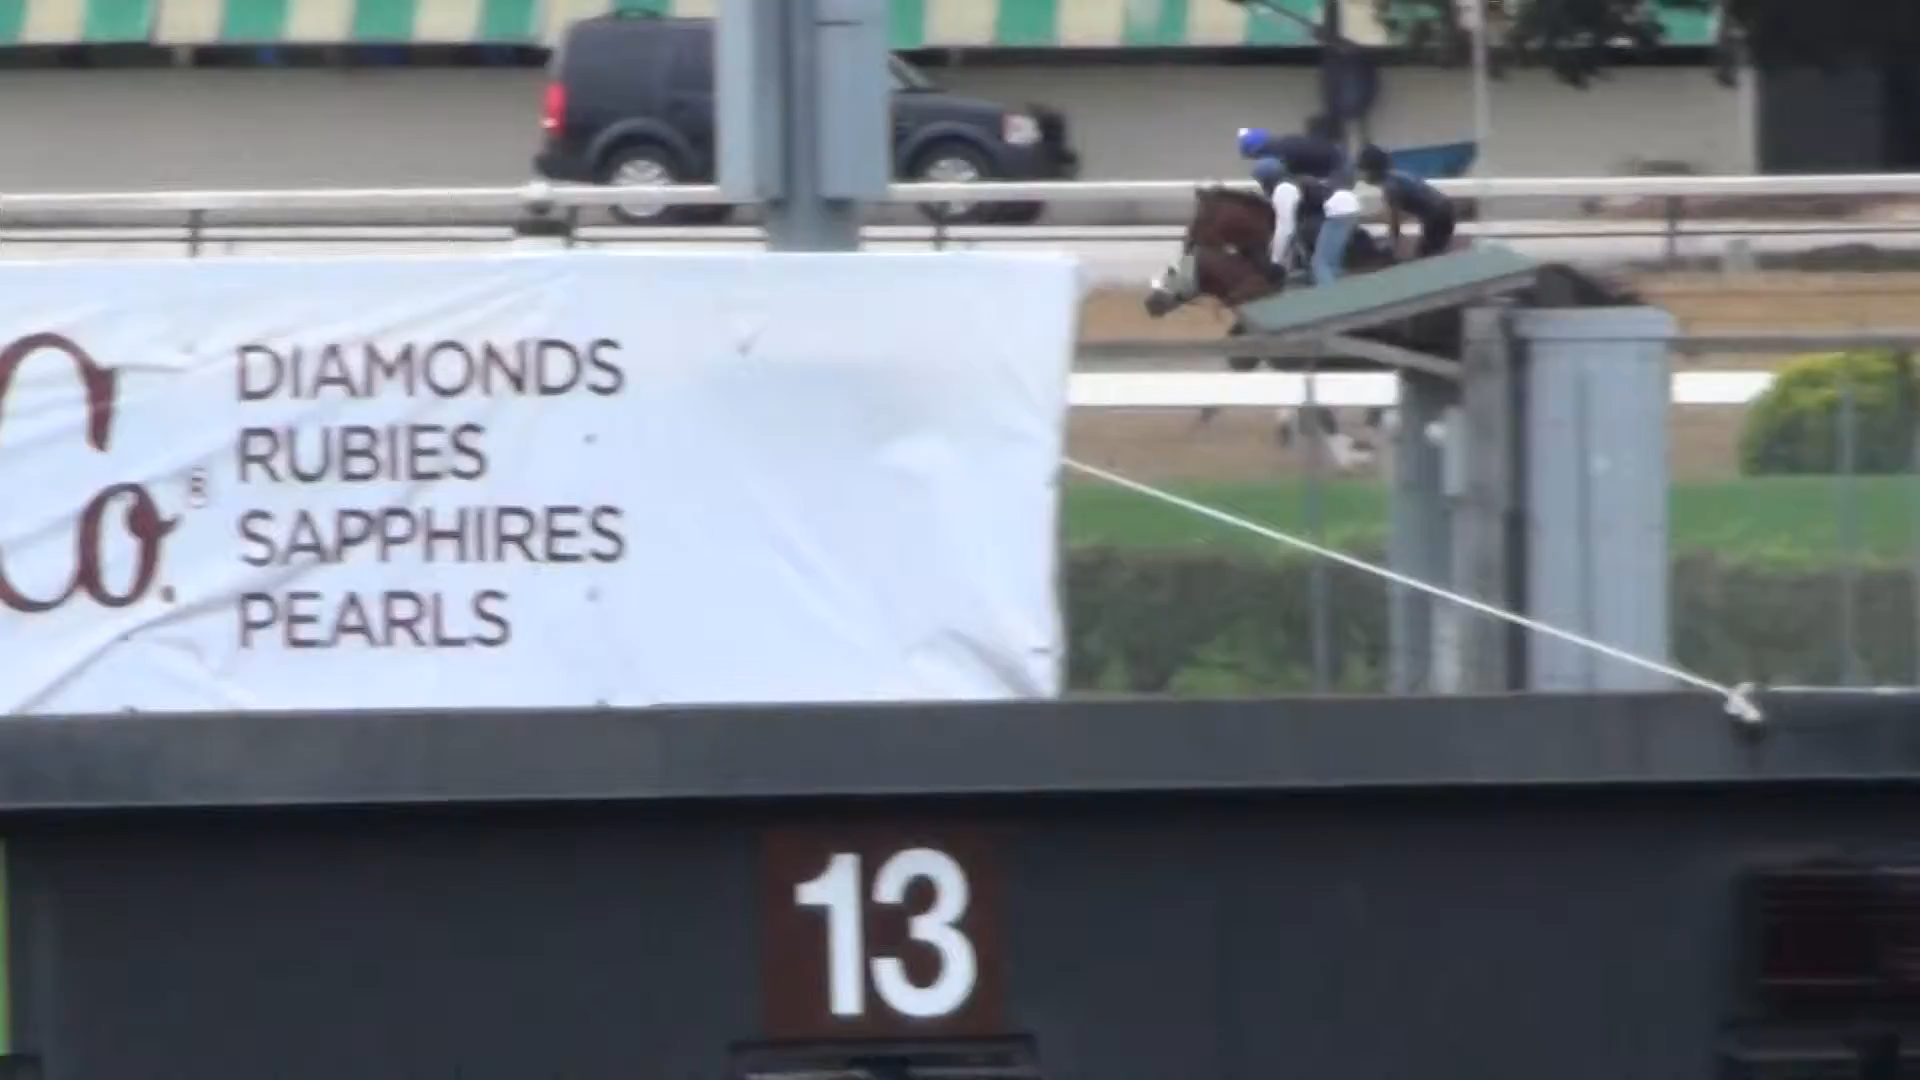 Co.
DIAMONDS
RUBIES
SAPPHIRES
PEARLS
13